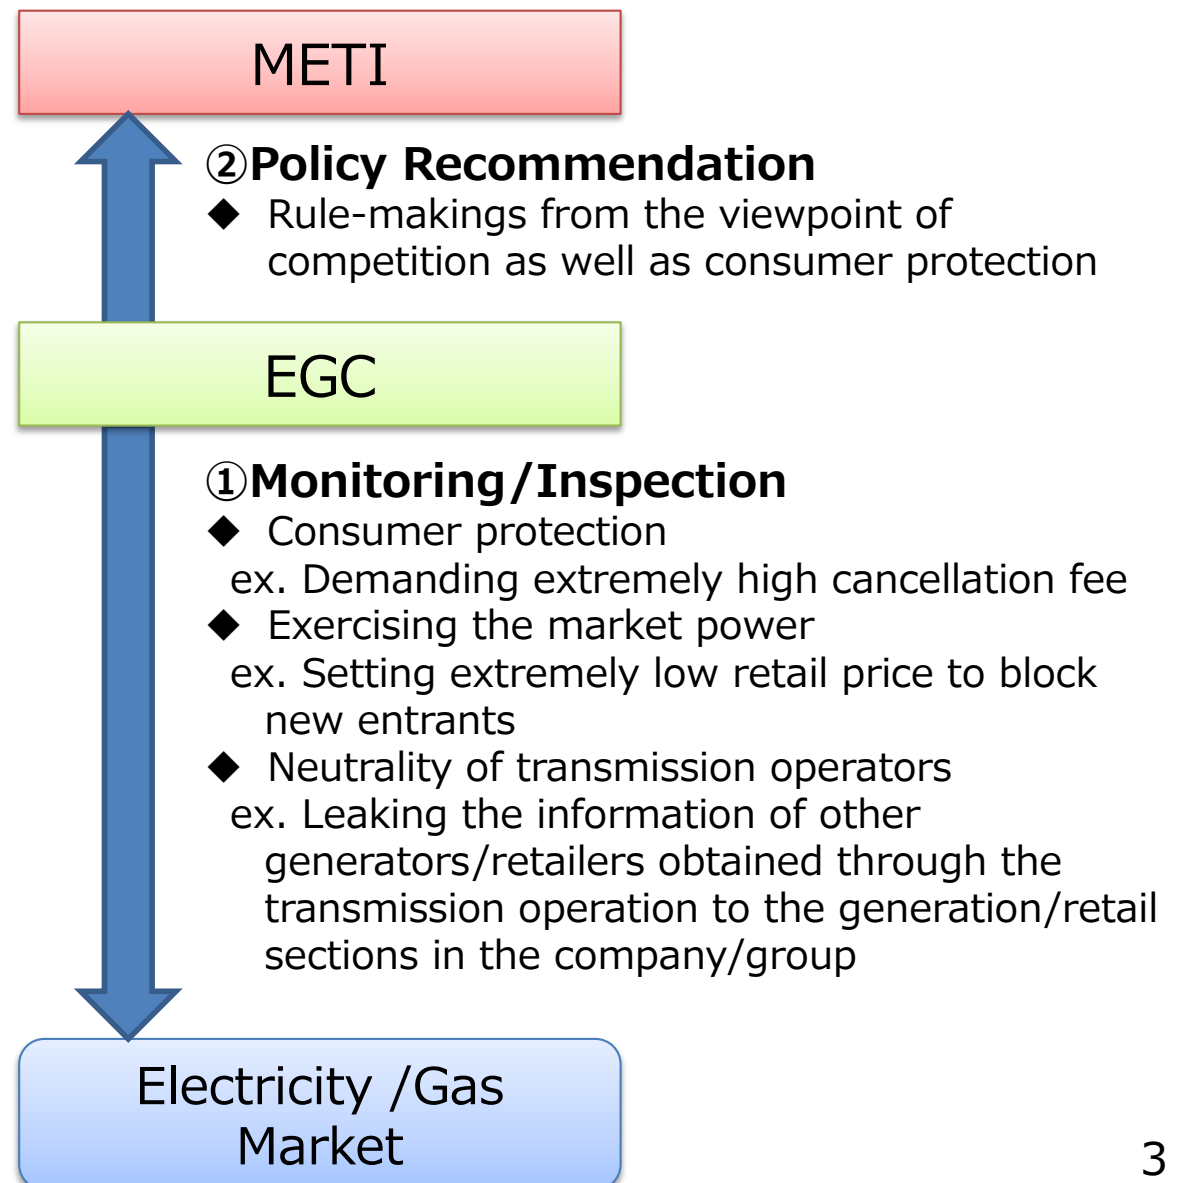 METI
②Policy Recommendation
◆ Rule-makings from the viewpoint of
competition as well as consumer protection
EGC
①Monitoring/Inspection
◆ Consumer protection
ex. Demanding extremely high cancellation fee
◆ Exercising the market power
ex. Setting extremely low retail price to block
new entrants
◆ Neutrality of transmission operators
ex. Leaking the information of other
generators/retailers obtained through the
transmission operation to the generation/retail
sections in the company/group
Electricity /Gas
Market
3